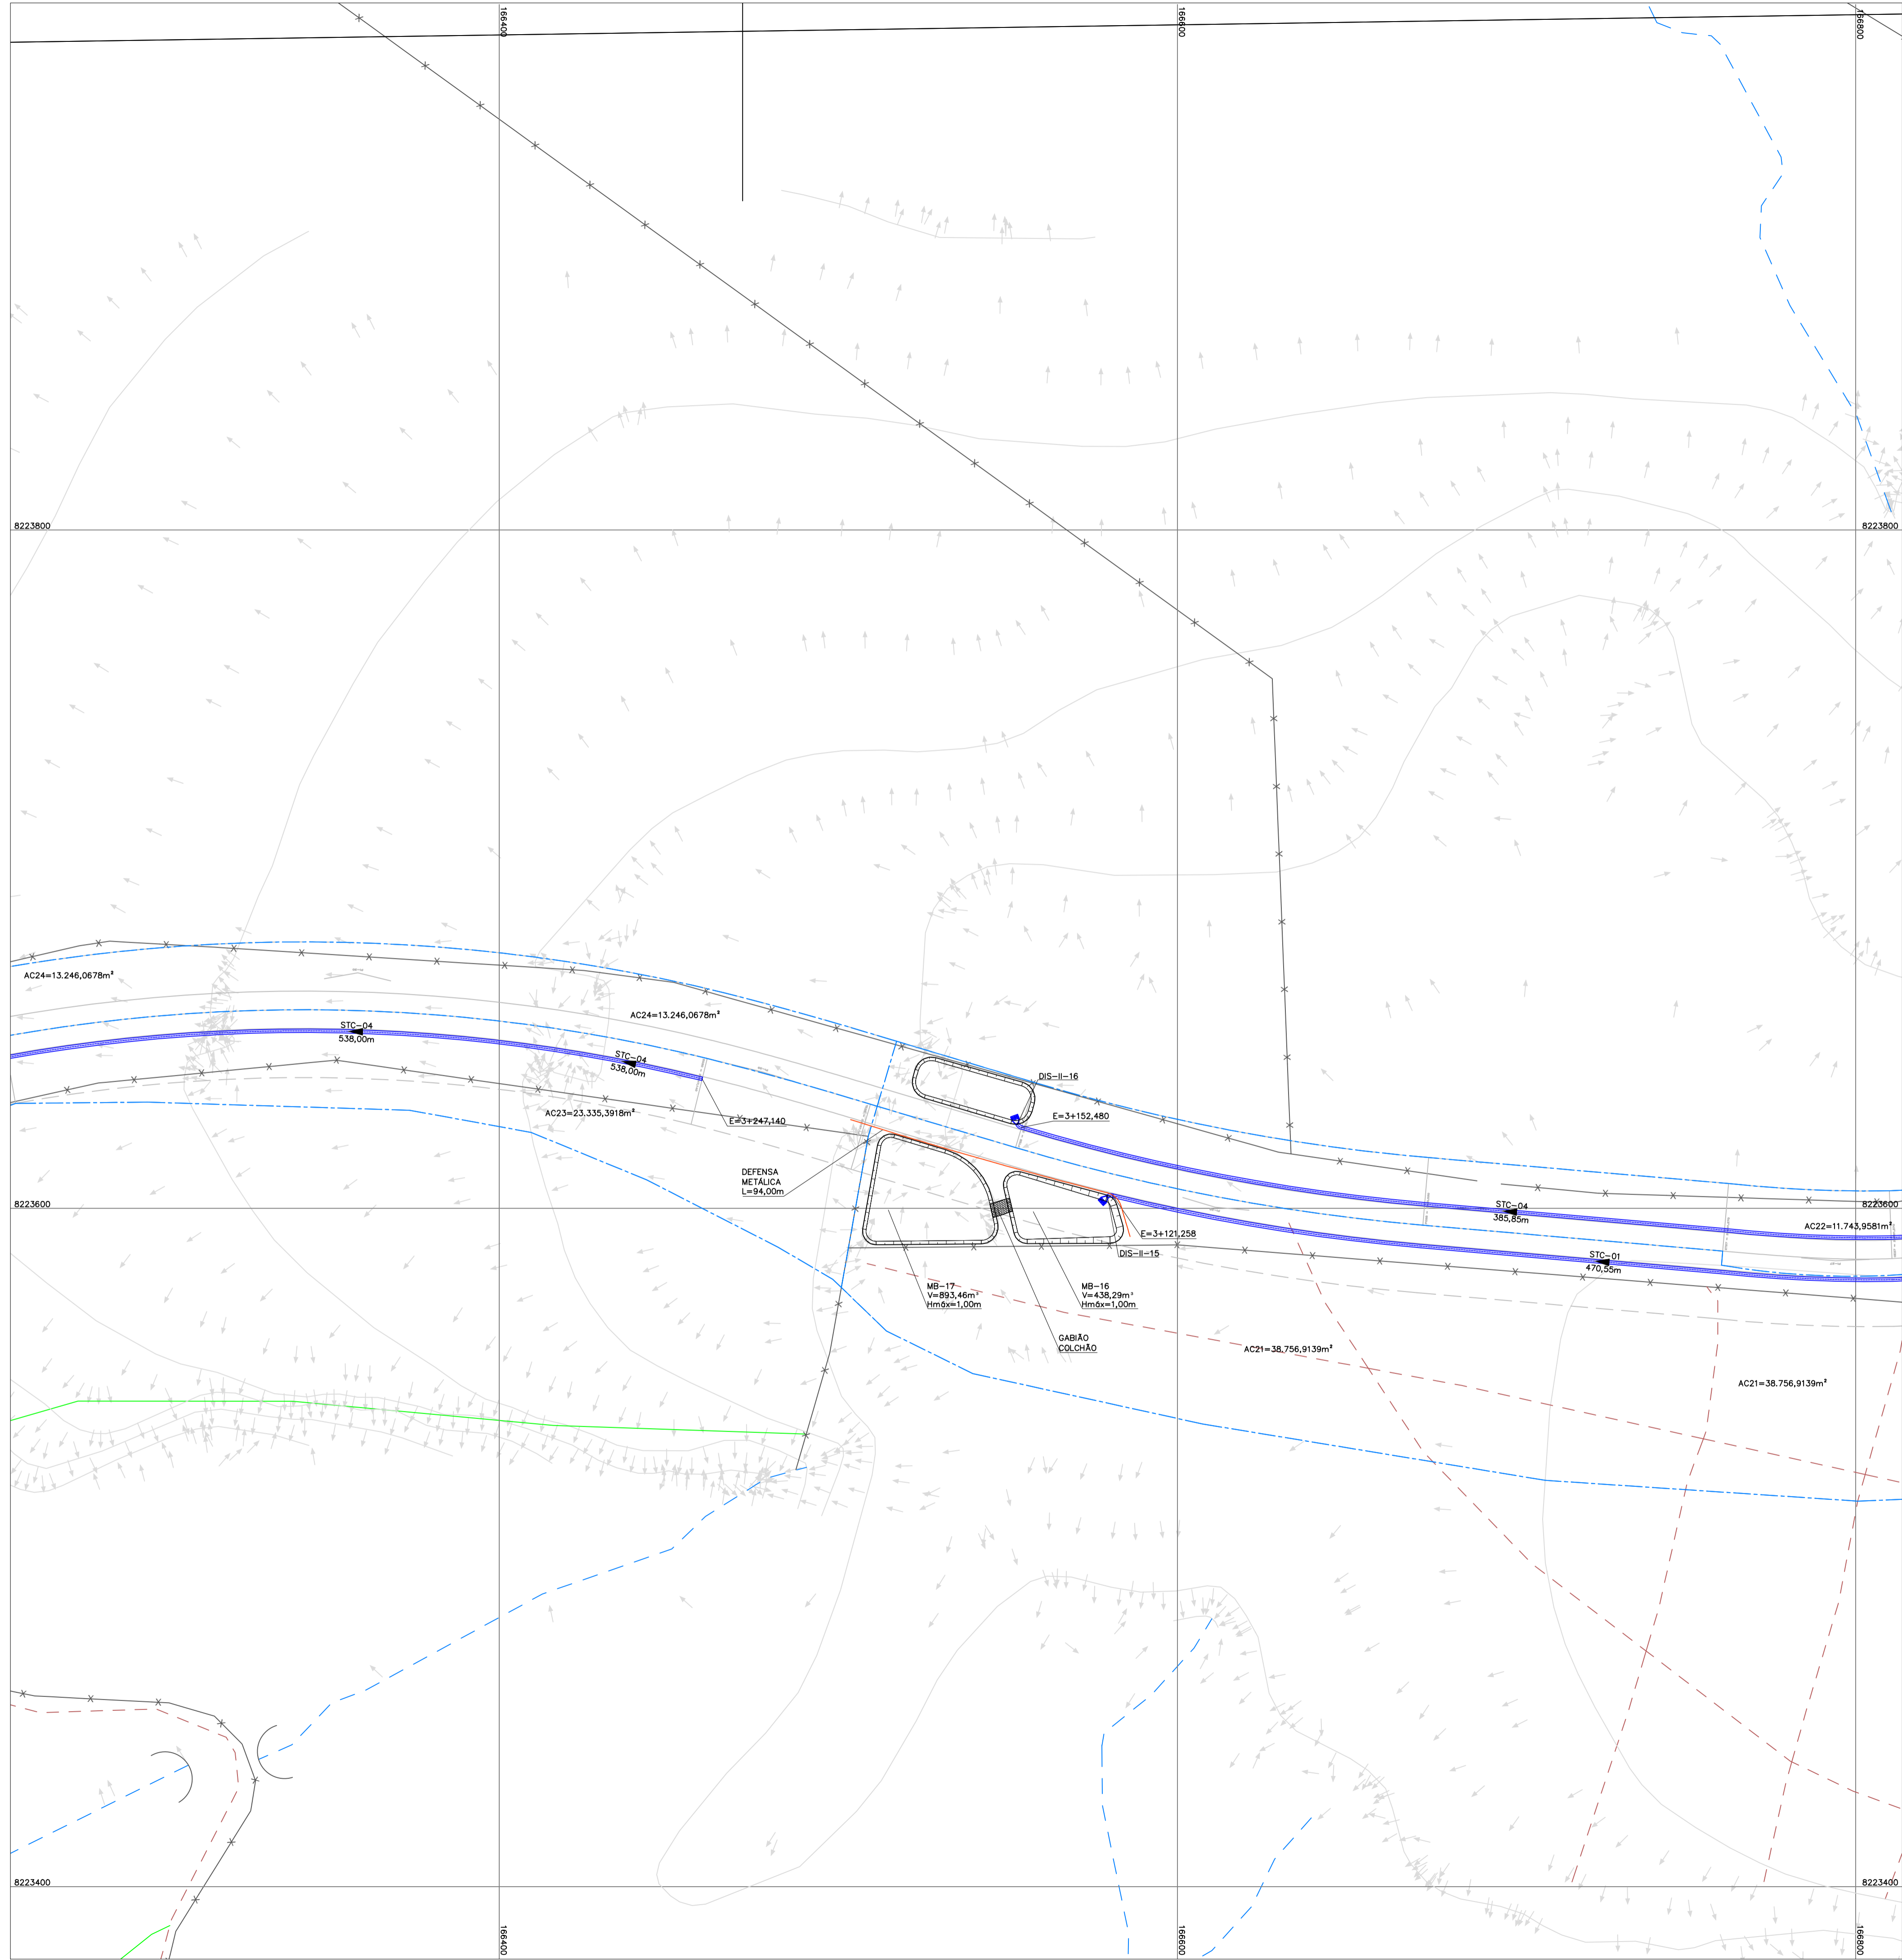 166400
166600
166800
8223800
8223800
AC24=13.246,0678m²
AC24=13.246,0678m²
STC-04
538,00m
STC-04
538,00m
DIS-II-16
E=3+152,480
AC23=23.335,3918m²
E=3+247,140
DEFENSA
METÁLICA
L=94,00m
8223600
8223600
STC-04
385,85m
AC22=11.743,9581m²
E=3+121,258
DIS-II-15
STC-01
470,55m
MB-17
V=893,46m³
Hmáx=1,00m
MB-16
V=438,29m³
Hmáx=1,00m
GABIÃO
COLCHÃO
AC21=38.756,9139m²
AC21=38.756,9139m²
8223400
8223400
166400
166600
166800